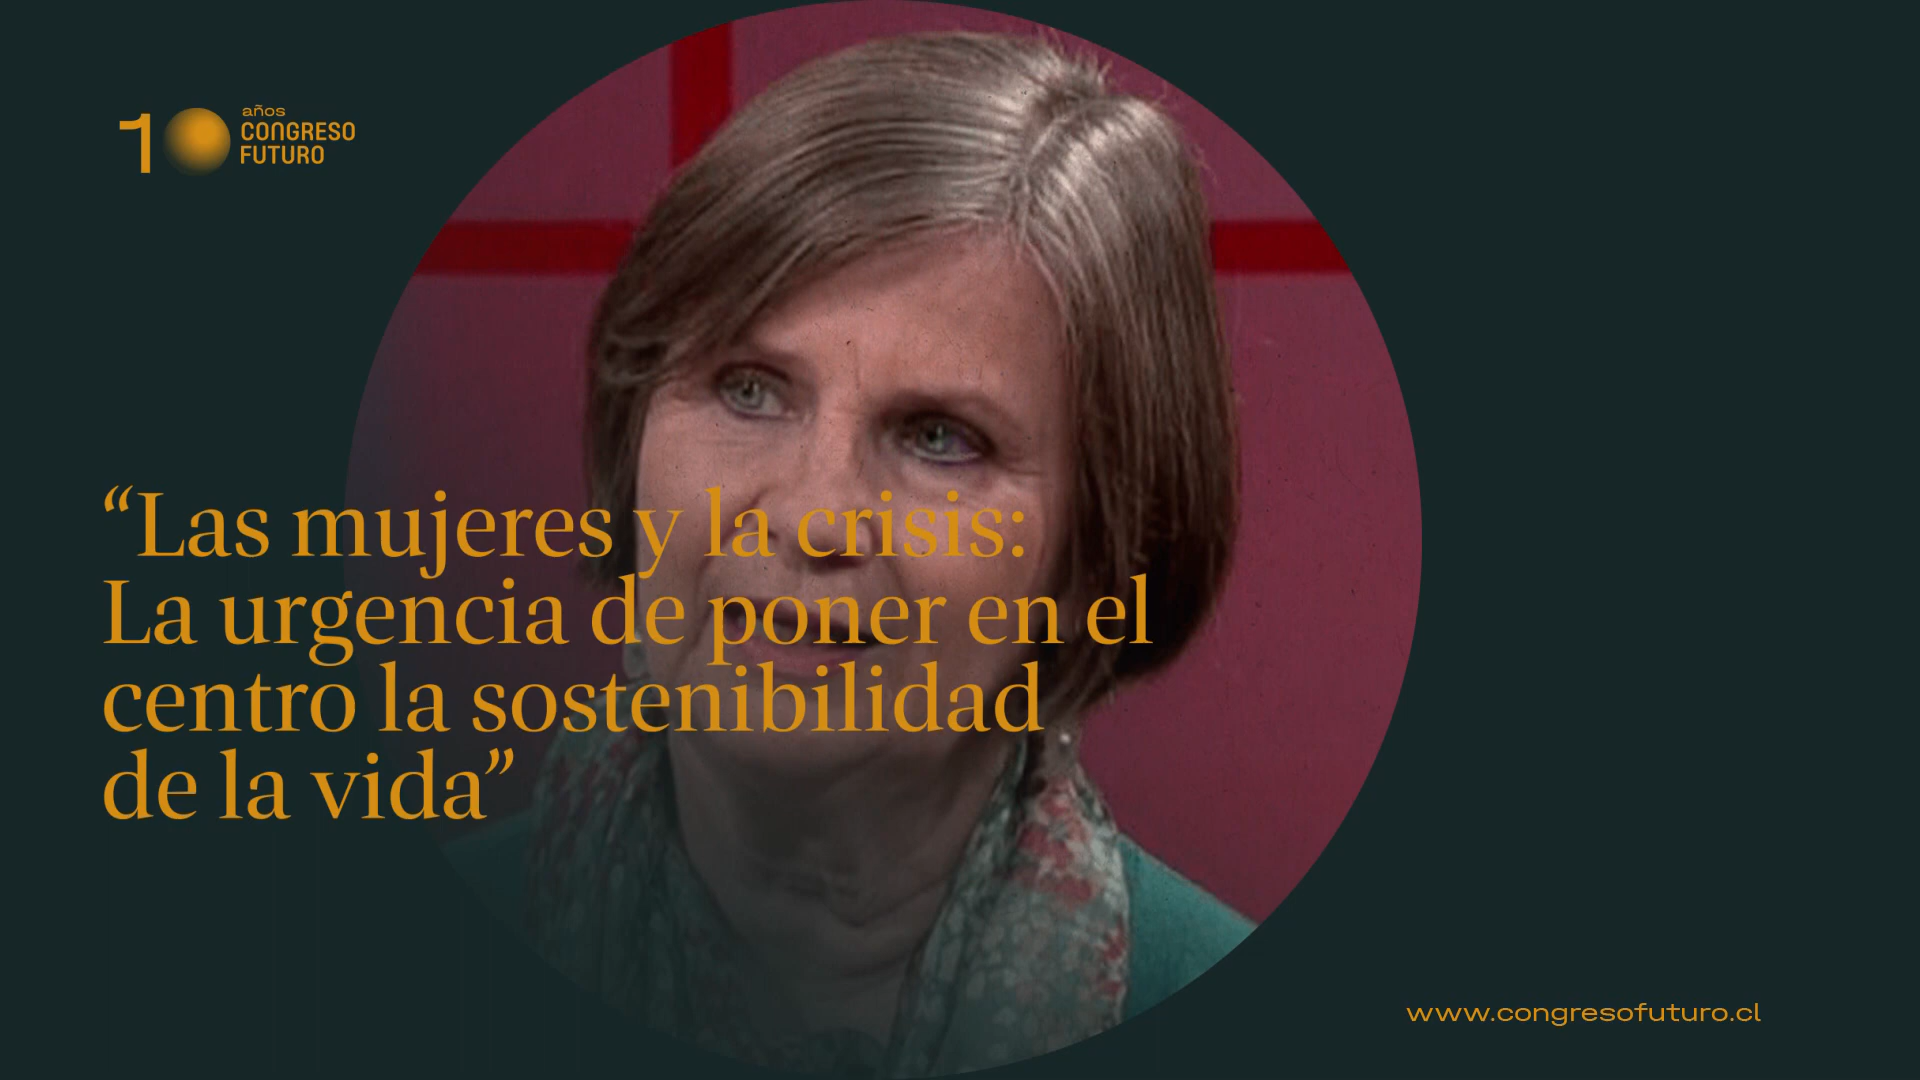 10 años
CONGRESO
FUTURO
“Las mujeres y la crisis:
La urgencia de poner en el
centro la sostenibilidad
de la vida”
www.congresofuturo.cl